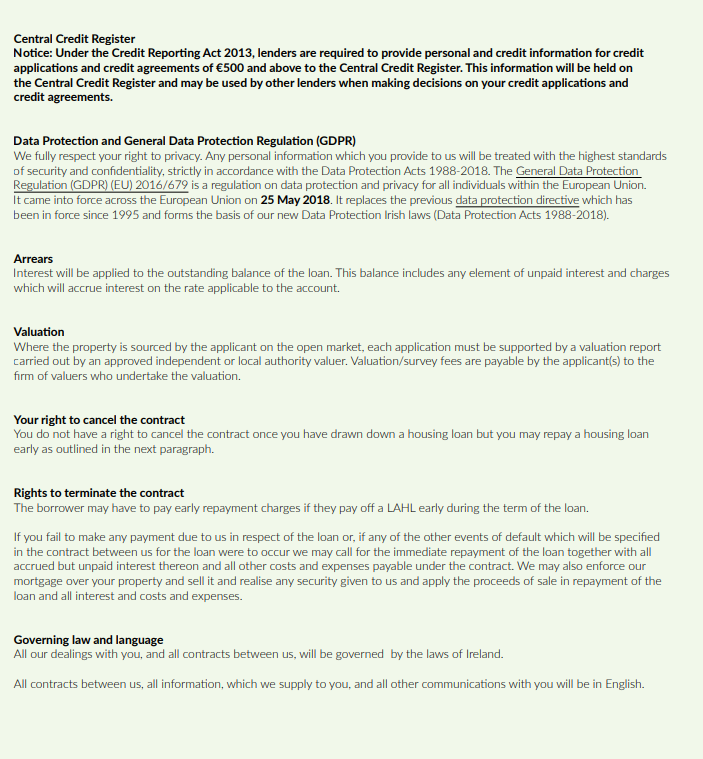 Central Credit Register
Notice: Under the Credit Reporting Act 2013, lenders are required to provide personal and credit information for credit
applications and credit agreements of €500 and above to the Central Credit Register. This information will be held on
the Central Credit Register and may be used by other lenders when making decisions on your credit applications and
credit agreements.
Data Protection and General Data Protection Regulation (GDPR)
We fully respect your right to privacy. Any personal information which you provide to us will be treated with the highest standards
of security and confidentiality, strictly in accordance with the Data Protection Acts 1988-2018. The General Data Protection
Regulation (GDPR) (EU) 2016/679 is a regulation on data protection and privacy for all individuals within the European Union.
It came into force across the European Union on 25 May 2018. It replaces the previous data protection directive which has
been in force since 1995 and forms the basis of our new Data Protection Irish laws (Data Protection Acts 1988-2018).
Arrears
Interest will be applied to the outstanding balance of the loan. This balance includes any element of unpaid interest and charges
which will accrue interest on the rate applicable to the account.
Valuation
Where the property is sourced by the applicant on the open market, each application must be supported by a valuation report
carried out by an approved independent or local authority valuer. Valuation/survey fees are payable by the applicant(s) to the
firm of valuers who undertake the valuation.
Your right to cancel the contract
You do not have a right to cancel the contract once you have drawn down a housing loan but you may repay a housing loan
early as outlined in the next paragraph.
Rights to terminate the contract
The borrower may have to pay early repayment charges if they pay off a LAHL early during the term of the loan.
If you fail to make any payment due to us in respect of the loan or, if any of the other events of default which will be specified
in the contract between us for the loan were to occur we may call for the immediate repayment of the loan together with all
accrued but unpaid interest thereon and all other costs and expenses payable under the contract. We may also enforce our
mortgage over your property and sell it and realise any security given to us and apply the proceeds of sale in repayment of the
loan and all interest and costs and expenses.
Governing law and language
All our dealings with you, and all contracts between us, will be governed  by the laws of Ireland.
All contracts between us, all information, which we supply to you, and all other communications with you will be in English.